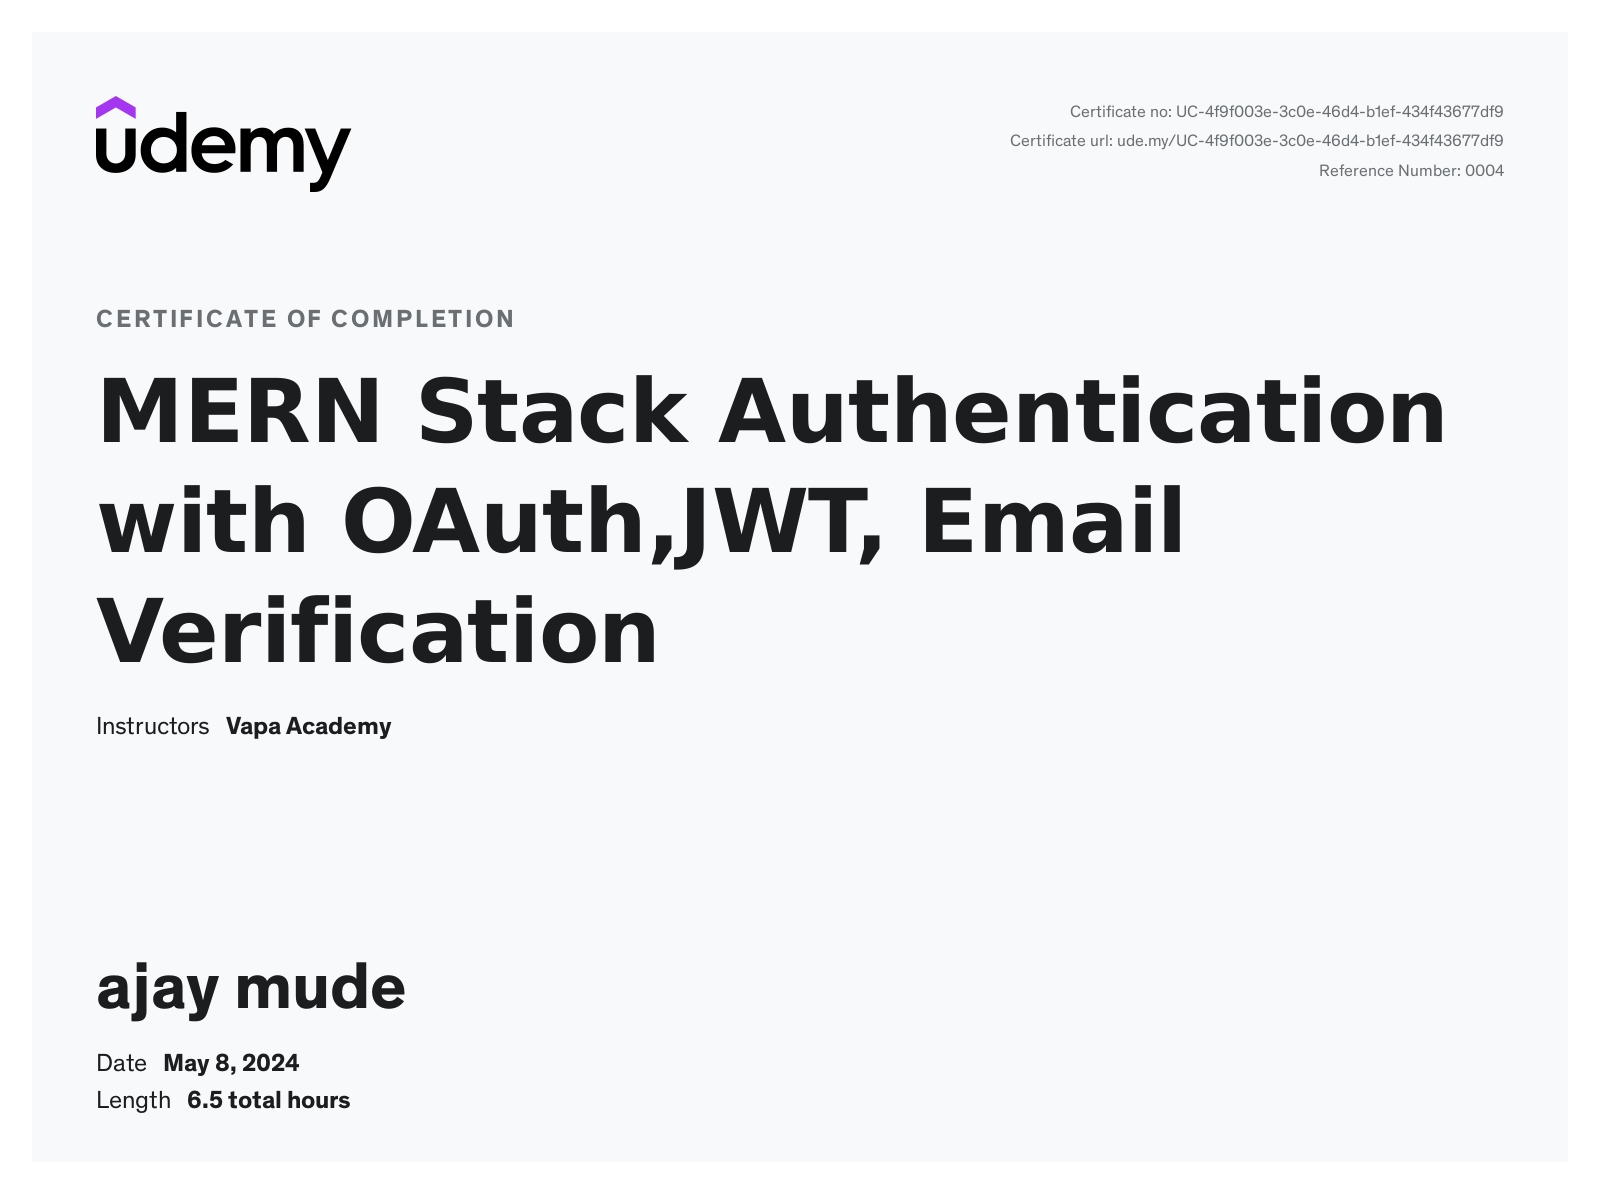 udemy
Certificate no: UC-4f9f003e-3c0e-46d4-b1ef-434f43677df9
Certificate url: ude.my/UC-4f9f003e-3c0e-46d4-b1ef-434f43677df9
Reference Number: 0004
CERTIFICATE OF COMPLETION
MERN Stack Authentication
with OAuth,JWT, Email
Verification
Instructors Vapa Academy
ajay mude
Date May 8, 2024
Length 6.5 total hours